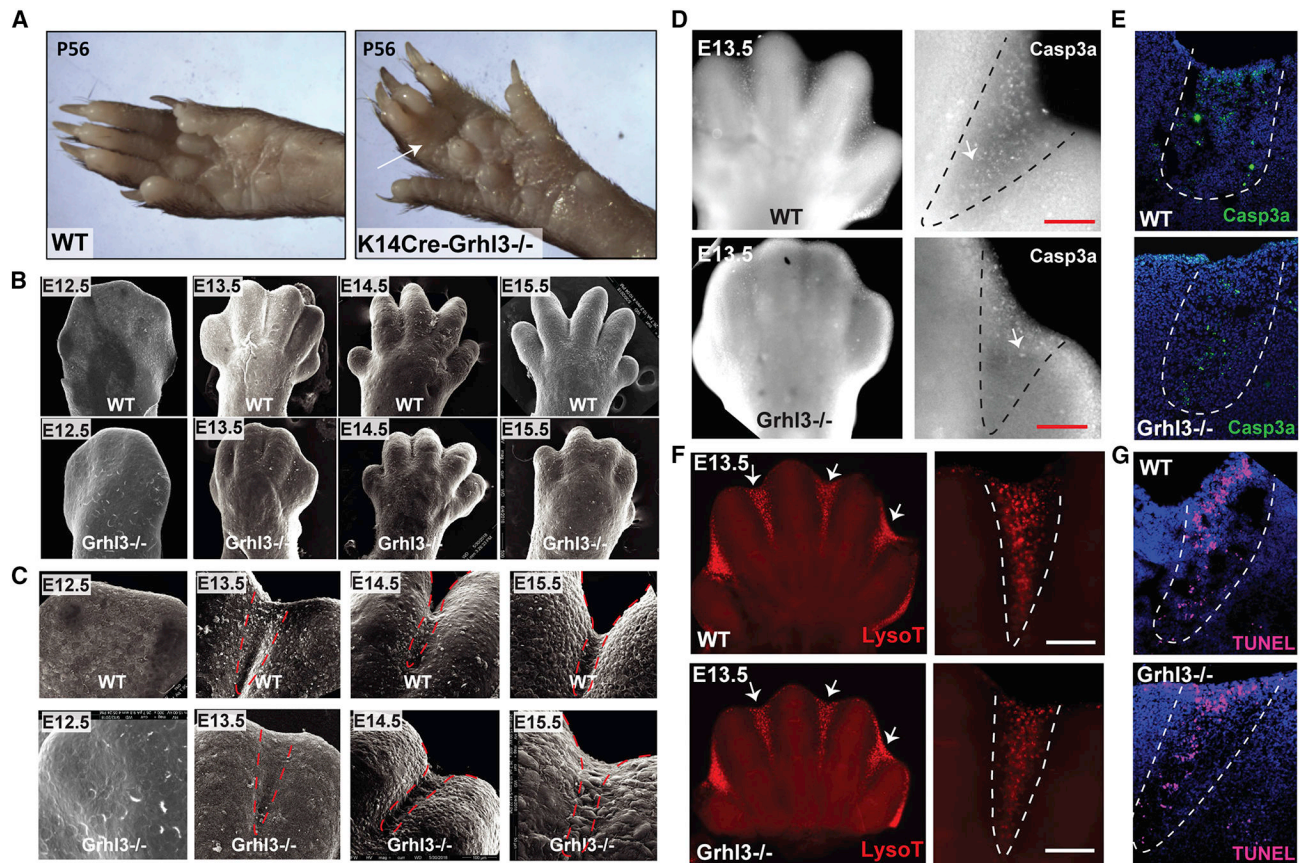 A
P56
WT
P56
K14Cre-Grhl3-/-
B
E12.5
WT
E13.5
WT
E14.5
WT
E15.5
WT
E12.5
Grhl3-/-
E13.5
Grhl3-/-
E14.5
Grhl3-/-
E15.5
Grhl3-/-
C
E12.5
WT
E13.5
WT
E14.5
WT
E15.5
WT
E12.5
Grhl3-/-
E13.5
Grhl3-/-
E14.5
Grhl3-/-
E15.5
Grhl3-/-
D
E13.5
WT
Casp3a
E13.5
Grhl3-/-
Casp3a
E
WT
Casp3a
Grhl3-/-
Casp3a
F
E13.5
WT
LysoT
E13.5
Grhl3-/-
LysoT
G
WT
TUNEL
Grhl3-/-
TUNEL